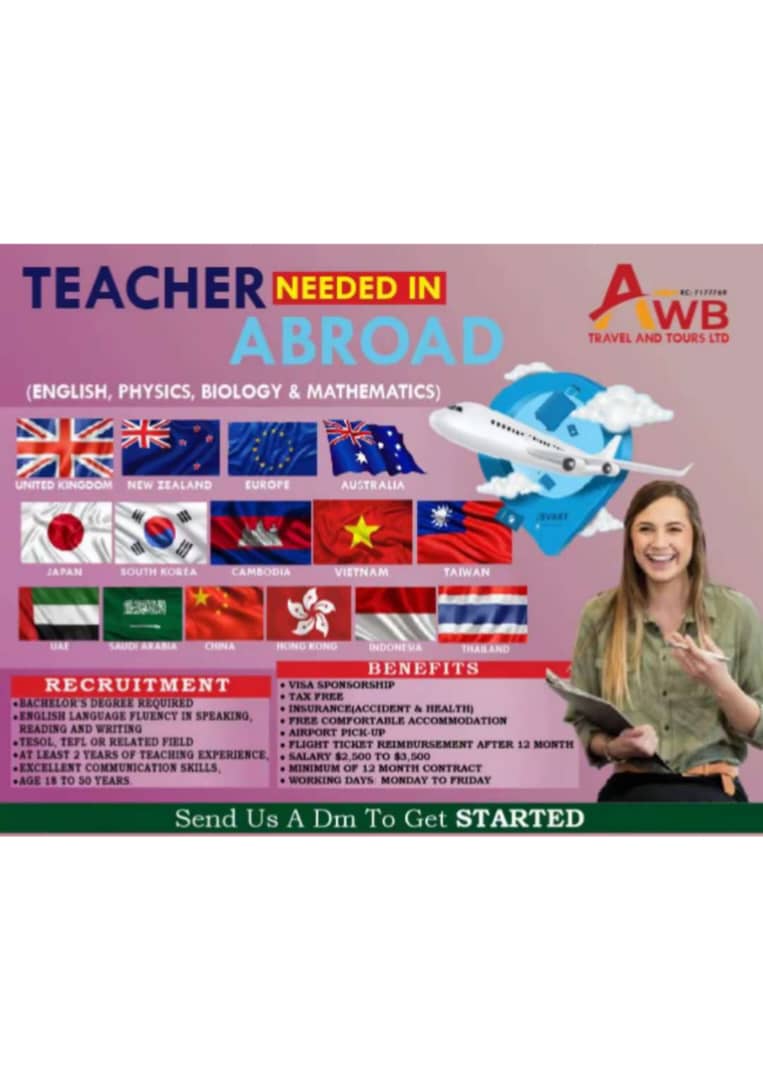 TEACHER NEEDED IN
ABROAD
AWB
TRAVEL AND TOURS LTD
(ENGLISH, PHYSICS, BIOLOGY & MATHEMATICS)
UNITED KINGDOM NEW ZEALAND EUROPE AUSTRALIA
JAPAN SOUTH KOREA CAMBODIA VIETNAM TAIWAN
UAE SAUDI ARABIA CHINA HONG KONG INDONESIA THAILAND
RECRUITMENT
• BACHELOR'S DEGREE REQUIRED
• ENGLISH LANGUAGE FLUENCY IN SPEAKING,
READING AND WRITING
• TESOL, TEFL OR RELATED FIELD
• AT LEAST 2 YEARS OF TEACHING EXPERIENCE,
• EXCELLENT COMMUNICATION SKILLS,
• AGE 18 TO 50 YEARS.
BENEFITS
• VISA SPONSORSHIP
• TAX FREE
• INSURANCE(ACCIDENT & HEALTH)
• FREE COMFORTABLE ACCOMMODATION
• AIRPORT PICK-UP
• FLIGHT TICKET REIMBURSEMENT AFTER 12 MONTH
• SALARY $2,500 TO $3,500
• MINIMUM OF 12 MONTH CONTRACT
• WORKING DAYS MONDAY TO FRIDAY
Send Us A Dm To Get STARTED